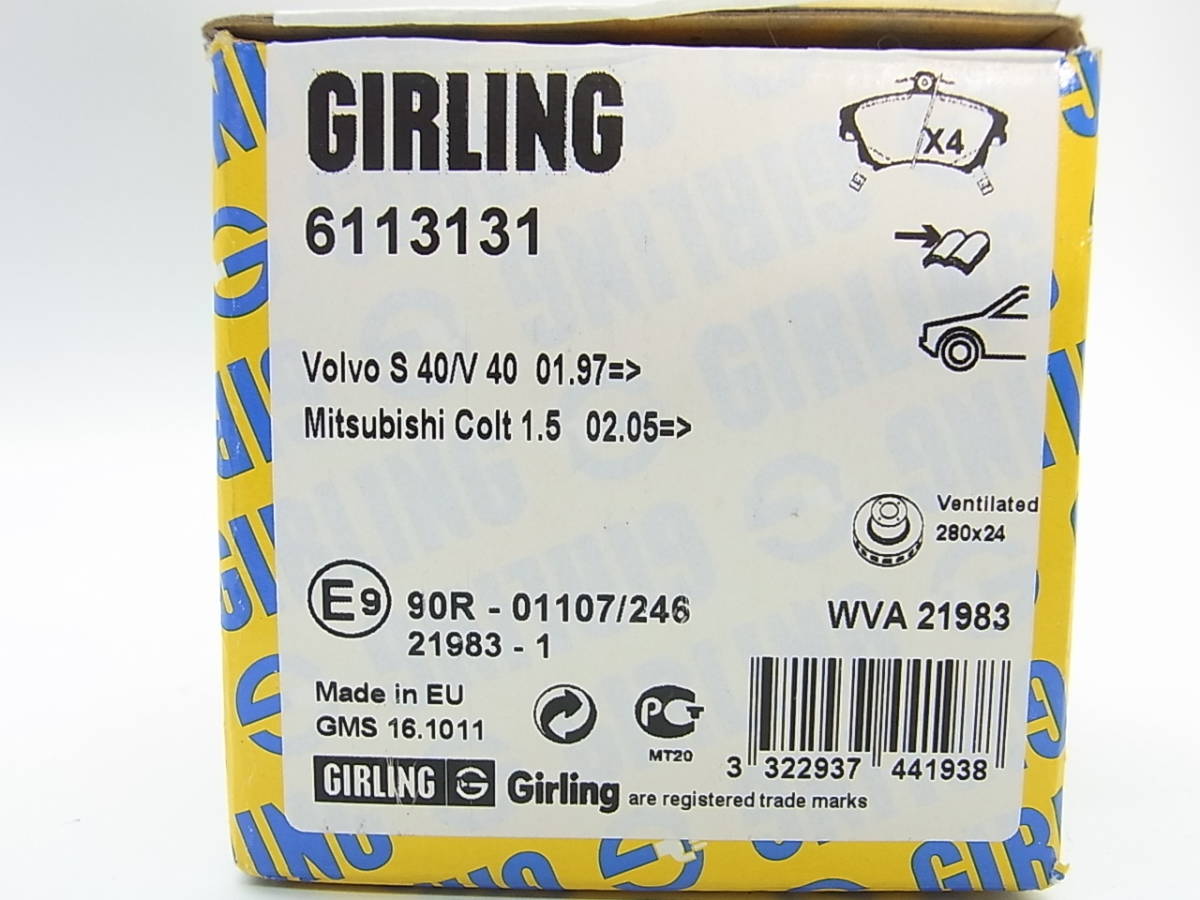 GIRLING
X4
6113131
Volvo S 40/V 40 01.97=>
Mitsubishi Colt 1.5 02.05=>
Ventilated
280x24
E9 90R - 01107/246
21983 - 1
WVA 21983
Made in EU
GMS 16.1011
MT20
3 322937 441938
GIRLING Girling are registered trade marks